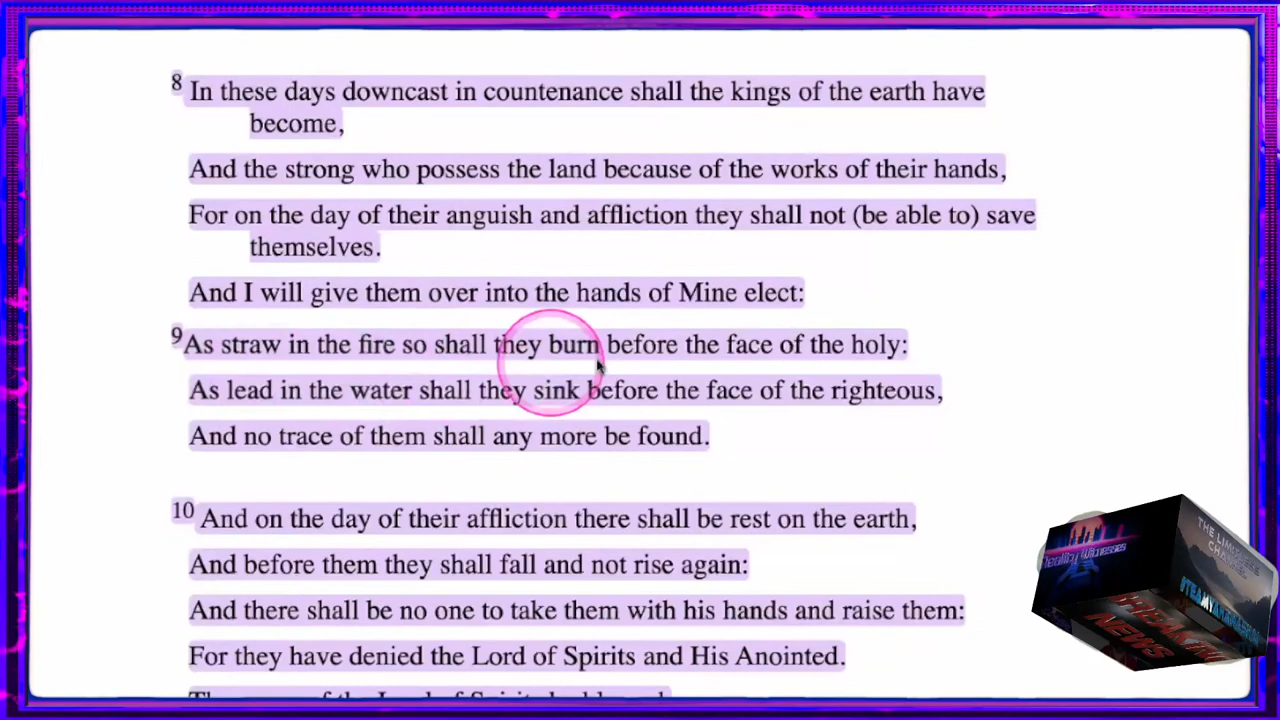 8 In these days downcast in countenance shall the kings of the earth have
become,
And the strong who possess the land because of the works of their hands,
For on the day of their anguish and affliction they shall not (be able to) save
themselves.
And I will give them over into the hands of Mine elect:
9 As straw in the fire so shall they burn before the face of the holy:
As lead in the water shall they sink before the face of the righteous,
And no trace of them shall any more be found.
10 And on the day of their affliction there shall be rest on the earth,
And before them they shall fall and not rise again:
And there shall be no one to take them with his hands and raise them:
For they have denied the Lord of Spirits and His Anointed.
Reality Witnesses
THE
NEWS